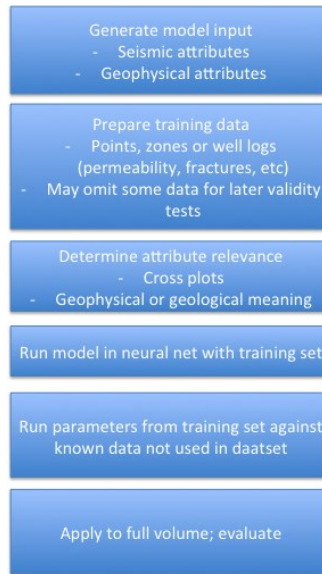 Generate model input
- Seismic attributes
- Geophysical attributes
Prepare training data
- Points, zones or well logs
(permeability, fractures, etc)
- May omit some data for later validity
tests
Determine attribute relevance
- Cross plots
- Geophysical or geological meaning
Run model in neural net with training set
Run parameters from training set against
known data not used in daatset
Apply to full volume; evaluate